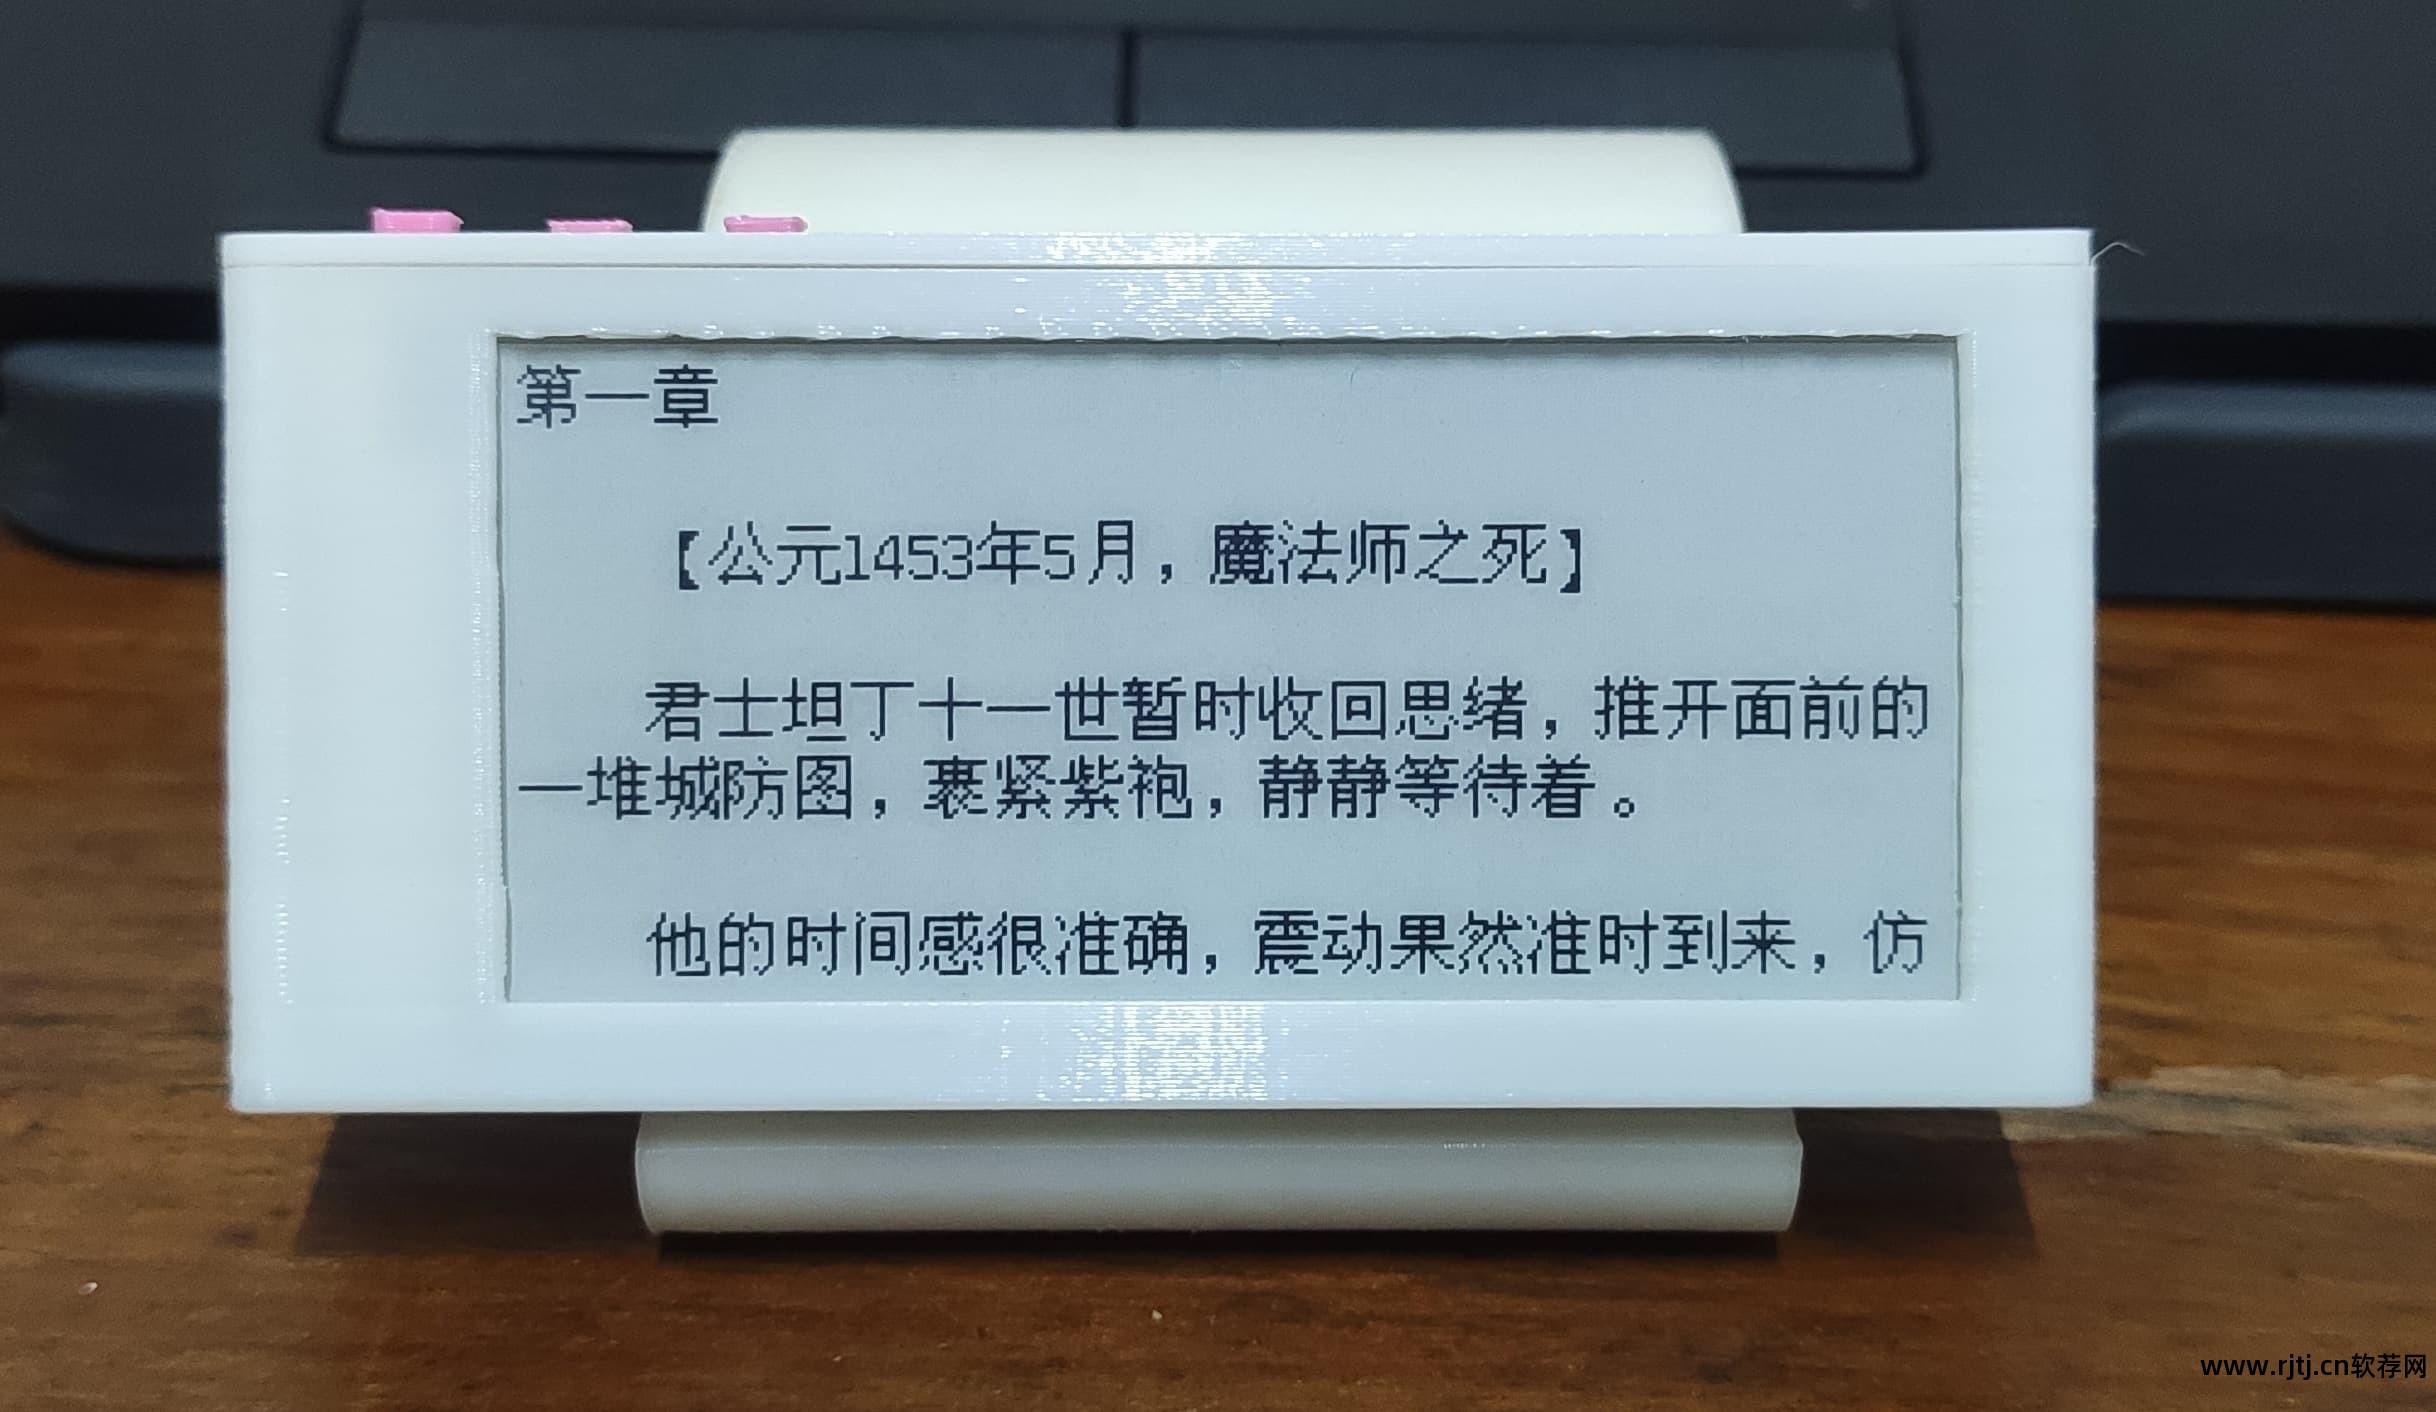 第一章
【公元1453年5月，魔法师之死】
君士坦丁十一世暂时收回思绪，推开面前的
一堆城防图，裹紧紫袍，静静等待着。
他的时间感很准确，震动果然准时到来，仿
www.rjtj.cn软荐网